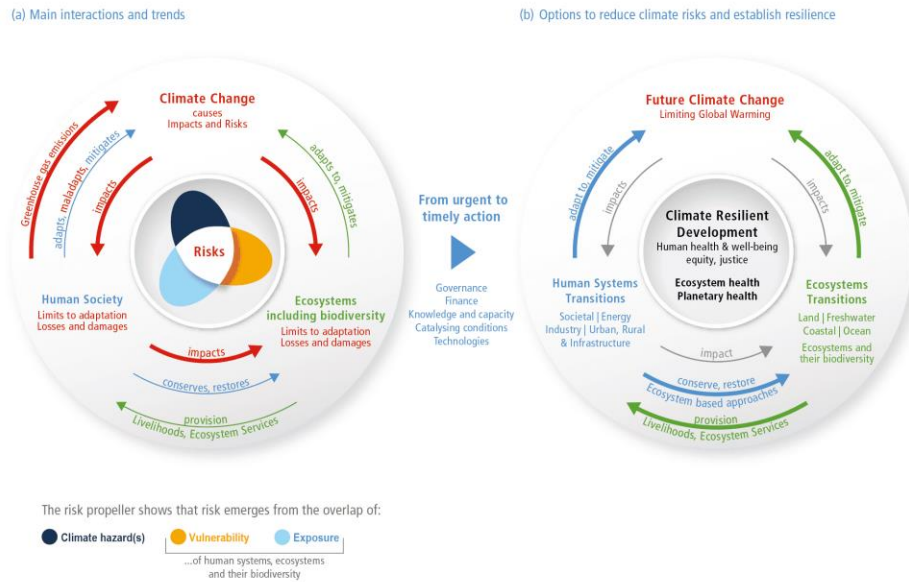 (a) Main interactions and trends
Climate Change
causes
Impacts and Risks
Greenhouse gas emissions
adapts, maladapts, mitigates
impacts
impacts
adapts to, mitigates
Risks
Human Society
Limits to adaptation
Losses and damages
Ecosystems
including biodiversity
Limits to adaptation
Losses and damages
impacts
conserves, restores
provision
Livelihoods, Ecosystem Services
From urgent to
timely action
Governance
Finance
Knowledge and capacity
Catalysing conditions
Technologies
(b) Options to reduce climate risks and establish resilience
Future Climate Change
Limiting Global Warming
adapt to, mitigate
impacts
impacts
adapt to, mitigate
Climate Resilient
Development
Human health & well-being
equity, justice
Ecosystem health
Planetary health
Human Systems
Transitions
Societal | Energy
Industry | Urban, Rural
& Infrastructure
Ecosystems
Transitions
Land | Freshwater
Coastal | Ocean
Ecosystems and
their biodiversity
impact
conserve, restore
Ecosystem based approaches
provision
Livelihoods, Ecosystem Services
The risk propeller shows that risk emerges from the overlap of:
Climate hazard(s) Vulnerability Exposure
...of human systems, ecosystems
and their biodiversity